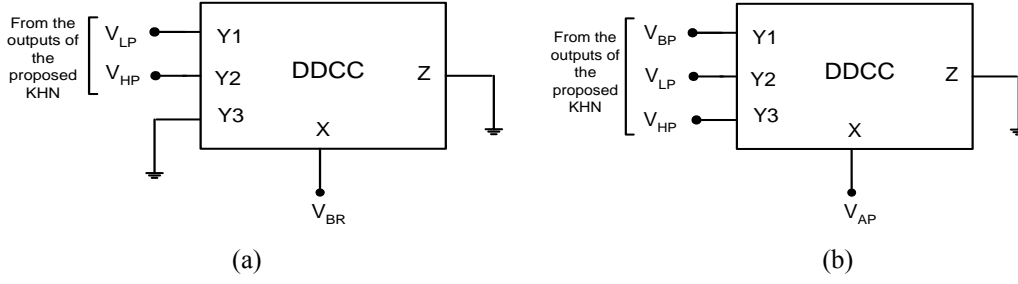 From the
outputs of
the
proposed
KHN
V_LP
V_HP
Y1
Y2
Y3
DDCC
Z
X
V_BR
(a)
From the
outputs of
the
proposed
KHN
V_BP
V_LP
V_HP
Y1
Y2
Y3
DDCC
Z
X
V_AP
(b)